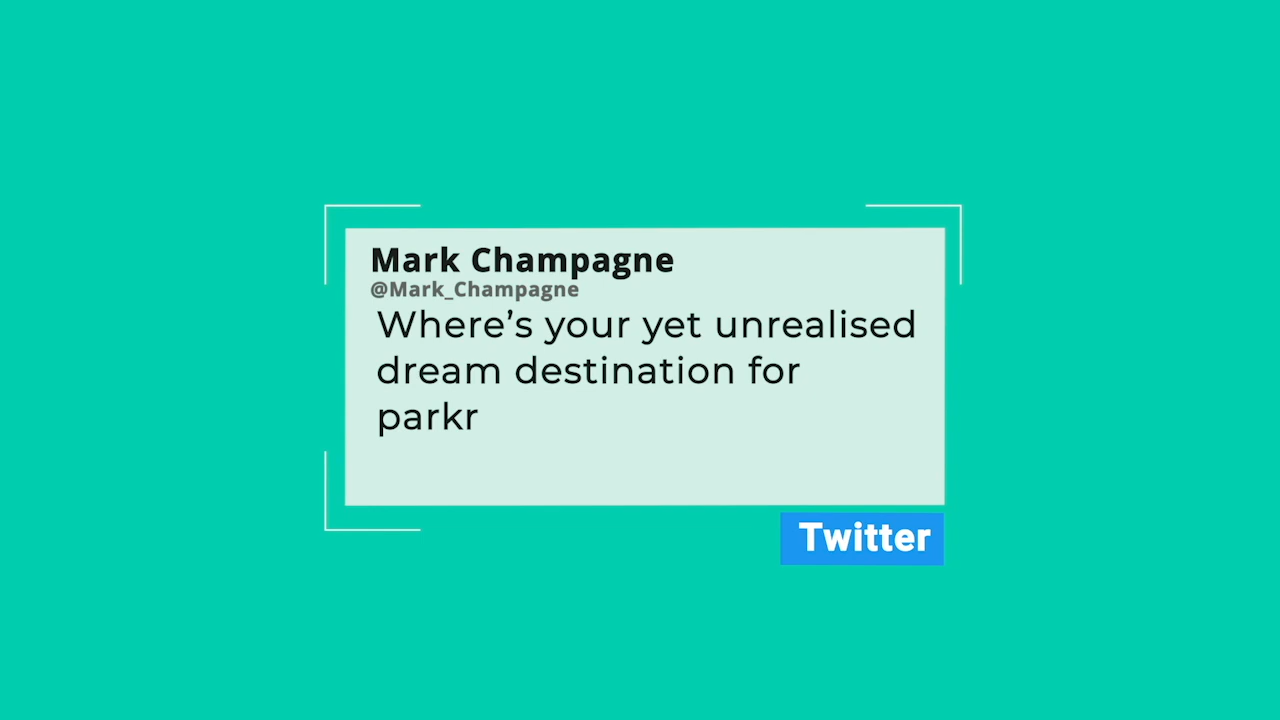 Mark Champagne
@Mark_Champagne
Where’s your yet unrealised
dream destination for
parkr
Twitter